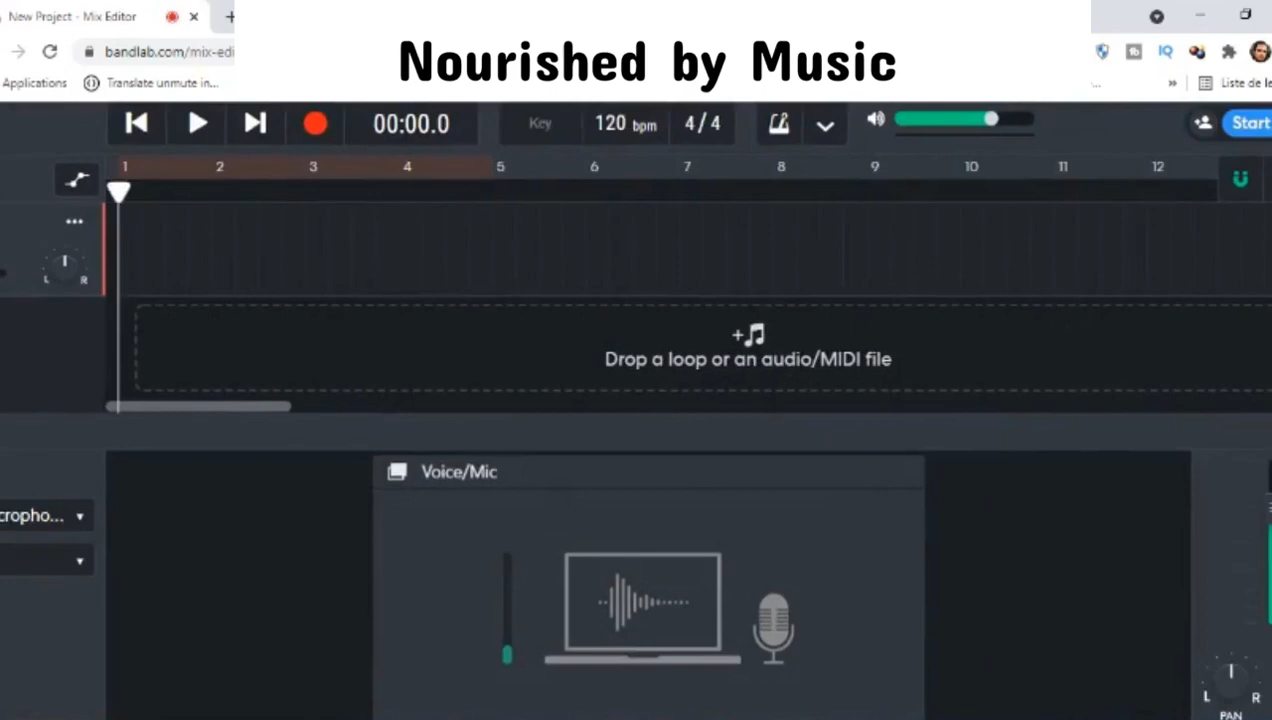 New Project - Mix Editor
Nourished by Music
bandlab.com/mix-edi
Applications
Translate unmute in...
Liste de le
00:00.0
Key
120 bpm
4/4
Start
1 2 3 4 5 6 7 8 9 10 11 12
L R
Drop a loop or an audio/MIDI file
Voice/Mic
cropho...
L R
PAN